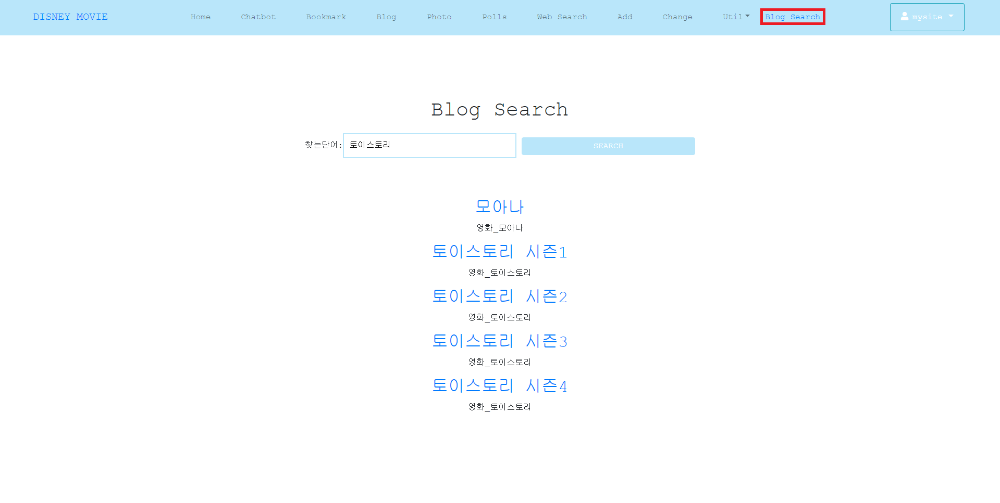 DISNEY MOVIE Home Chatbot Bookmark Blog Photo Polls Web Search Add Change Util Blog Search mysite
Blog Search
찾는단어: 토이스토리 SEARCH
모아나
영화_모아나
토이스토리 시즌1
영화_토이스토리
토이스토리 시즌2
영화_토이스토리
토이스토리 시즌3
영화_토이스토리
토이스토리 시즌4
영화_토이스토리